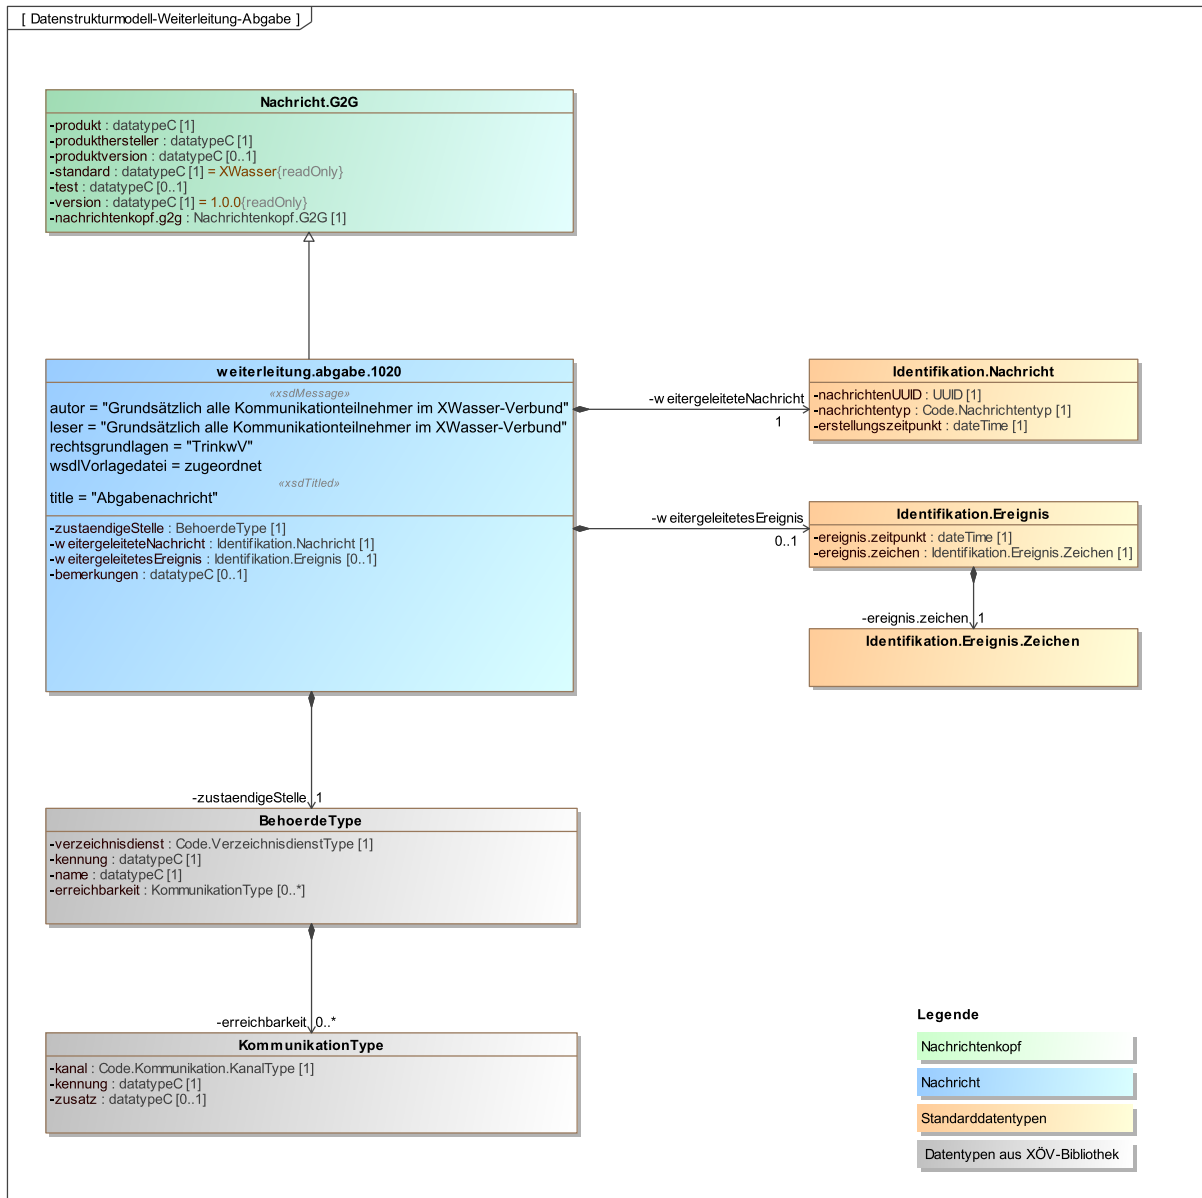 [ Datenstrukturmodell-Weiterleitung-Abgabe ]
Nachricht.G2G
-produkt : datatypeC [1]
-produkthersteller : datatypeC [1]
-produktversion : datatypeC [0..1]
-standard : datatypeC [1] = XWasser{readOnly}
-test : datatypeC [0..1]
-version : datatypeC [1] = 1.0.0{readOnly}
-nachrichtenkopf.g2g : Nachrichtenkopf.G2G [1]
weiterleitung.abgabe.1020
«xsdMessage»
autor = "Grundsätzlich alle Kommunikationteilnehmer im XWasser-Verbund"
leser = "Grundsätzlich alle Kommunikationteilnehmer im XWasser-Verbund"
rechtsgrundlagen = "TrinkwV"
wsdlVorlagedatei = zugeordnet
«xsdTitled»
title = "Abgabenachricht"
-zustaendigeStelle : BehoerdeType [1]
-weitergeleiteteNachricht : Identifikation.Nachricht [1]
-weitergeleitetesEreignis : Identifikation.Ereignis [0..1]
-bemerkungen : datatypeC [0..1]
-weitergeleiteteNachricht
1
Identifikation.Nachricht
-nachrichtenUUID : UUID [1]
-nachrichtentyp : Code.Nachrichtentyp [1]
-erstellungszeitpunkt : dateTime [1]
-weitergeleitetesEreignis
0..1
Identifikation.Ereignis
-ereignis.zeitpunkt : dateTime [1]
-ereignis.zeichen : Identifikation.Ereignis.Zeichen [1]
-ereignis.zeichen 1
Identifikation.Ereignis.Zeichen
-zustaendigeStelle 1
BehoerdeType
-verzeichnisdienst : Code.VerzeichnisdienstType [1]
-kennung : datatypeC [1]
-name : datatypeC [1]
-erreichbarkeit : KommunikationType [0..*]
-erreichbarkeit 0..*
KommunikationType
-kanal : Code.Kommunikation.KanalType [1]
-kennung : datatypeC [1]
-zusatz : datatypeC [0..1]
Legende
Nachrichtenkopf
Nachricht
Standarddatentypen
Datentypen aus XÖV-Bibliothek